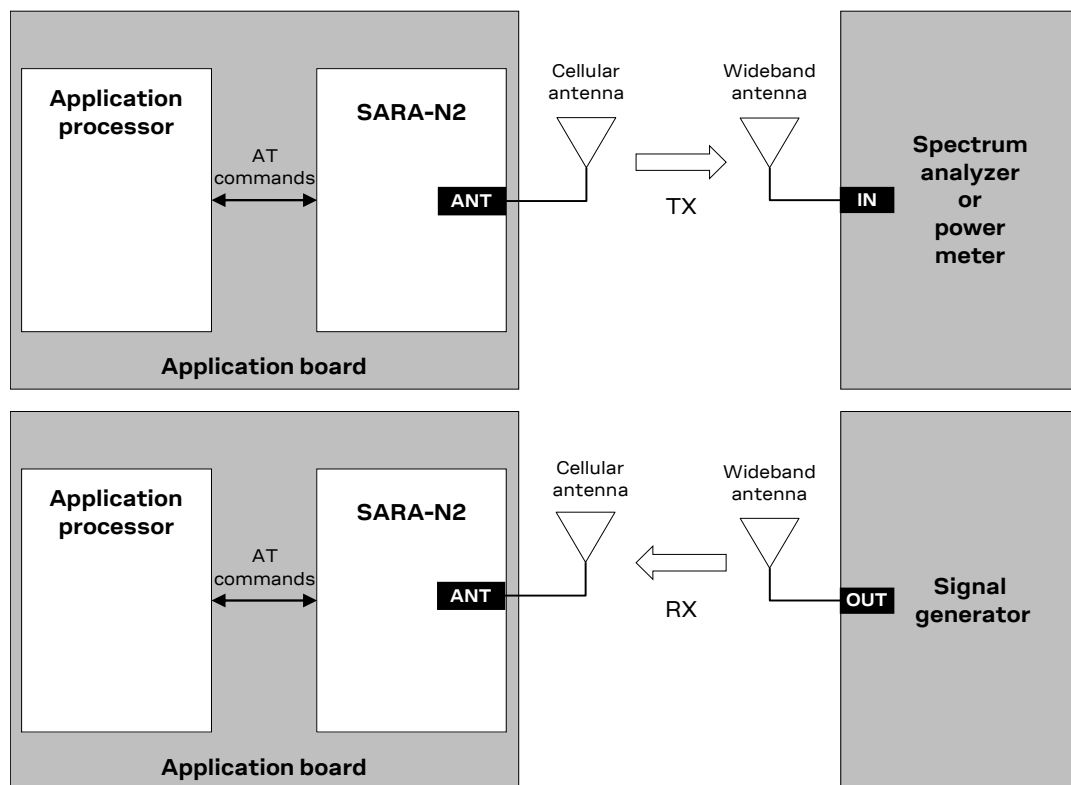 Application
processor
AT
commands
SARA-N2
ANT
Application board
Cellular
antenna
TX
Wideband
antenna
IN
Spectrum
analyzer
or
power
meter
Application
processor
AT
commands
SARA-N2
ANT
Application board
Cellular
antenna
RX
Wideband
antenna
OUT
Signal
generator